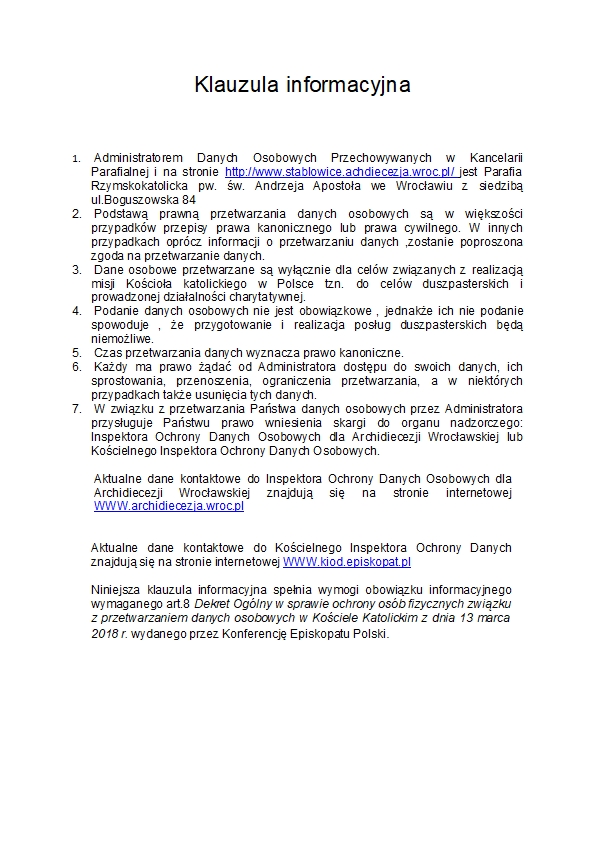 Klauzula informacyjna
1. Administratorem Danych Osobowych Przechowywanych w Kancelarii
Parafialnej i na stronie http://www.stablowice.achdiecezja.wroc.pl/ jest Parafia
Rzymskokatolicka pw. św. Andrzeja Apostoła we Wrocławiu z siedzibą
ul.Boguszowska 84
2. Podstawą prawną przetwarzania danych osobowych są w większości
przypadków przepisy prawa kanonicznego lub prawa cywilnego. W innych
przypadkach oprócz informacji o przetwarzaniu danych ,zostanie poproszona
zgoda na przetwarzanie danych.
3. Dane osobowe przetwarzane są wyłącznie dla celów związanych z realizacją
misji Kościoła katolickiego w Polsce tzn. do celów duszpasterskich i
prowadzonej działalności charytatywnej.
4. Podanie danych osobowych nie jest obowiązkowe , jednakże ich nie podanie
spowoduje , że przygotowanie i realizacja posług duszpasterskich będą
niemożliwe.
5. Czas przetwarzania danych wyznacza prawo kanoniczne.
6. Każdy ma prawo żądać od Administratora dostępu do swoich danych, ich
sprostowania, przenoszenia, ograniczenia przetwarzania, a w niektórych
przypadkach także usunięcia tych danych.
7. W związku z przetwarzania Państwa danych osobowych przez Administratora
przysługuje Państwu prawo wniesienia skargi do organu nadzorczego:
Inspektora Ochrony Danych Osobowych dla Archidiecezji Wrocławskiej lub
Kościelnego Inspektora Ochrony Danych Osobowych.
Aktualne dane kontaktowe do Inspektora Ochrony Danych Osobowych dla
Archidiecezji Wrocławskiej znajdują się na stronie internetowej
WWW.archidiecezja.wroc.pl
Aktualne dane kontaktowe do Kościelnego Inspektora Ochrony Danych
znajdują się na stronie internetowej WWW.kiod.episkopat.pl
Niniejsza klauzula informacyjna spełnia wymogi obowiązku informacyjnego
wymaganego art.8 Dekret Ogólny w sprawie ochrony osób fizycznych związku
z przetwarzaniem danych osobowych w Kościele Katolickim z dnia 13 marca
2018 r. wydanego przez Konferencję Episkopatu Polski.